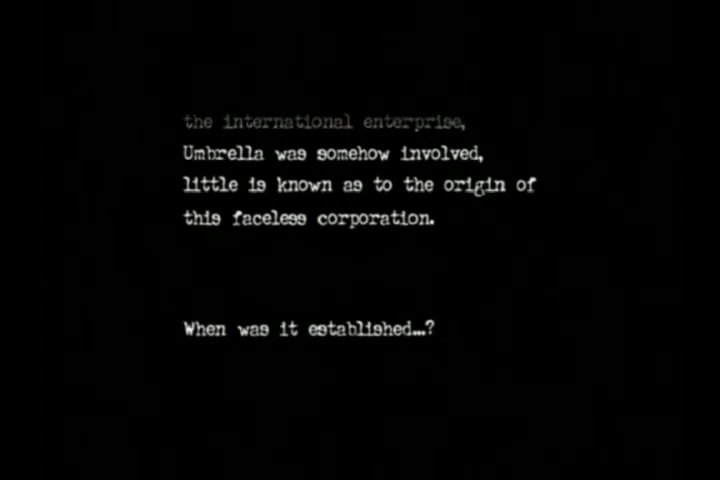 the international enterprise,
Umbrella was somehow involved,
little is known as to the origin of
this faceless corporation.
When was it established...?